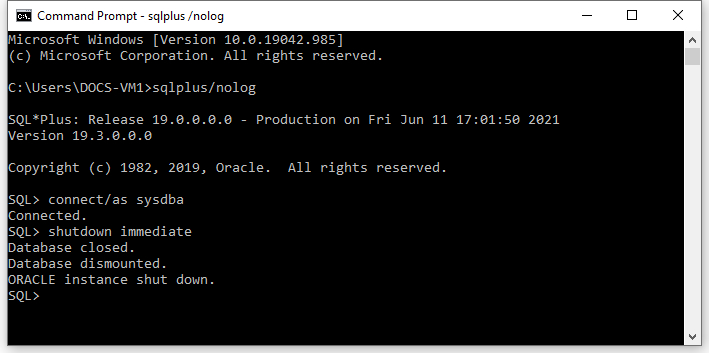 Command Prompt - sqlplus /nolog
Microsoft Windows [Version 10.0.19042.985]
(c) Microsoft Corporation. All rights reserved.
C:\Users\DOCS-VM1>sqlplus/nolog
SQL*Plus: Release 19.0.0.0.0 - Production on Fri Jun 11 17:01:50 2021
Version 19.3.0.0.0
Copyright (c) 1982, 2019, Oracle.  All rights reserved.
SQL> connect/as sysdba
Connected.
SQL> shutdown immediate
Database closed.
Database dismounted.
ORACLE instance shut down.
SQL>